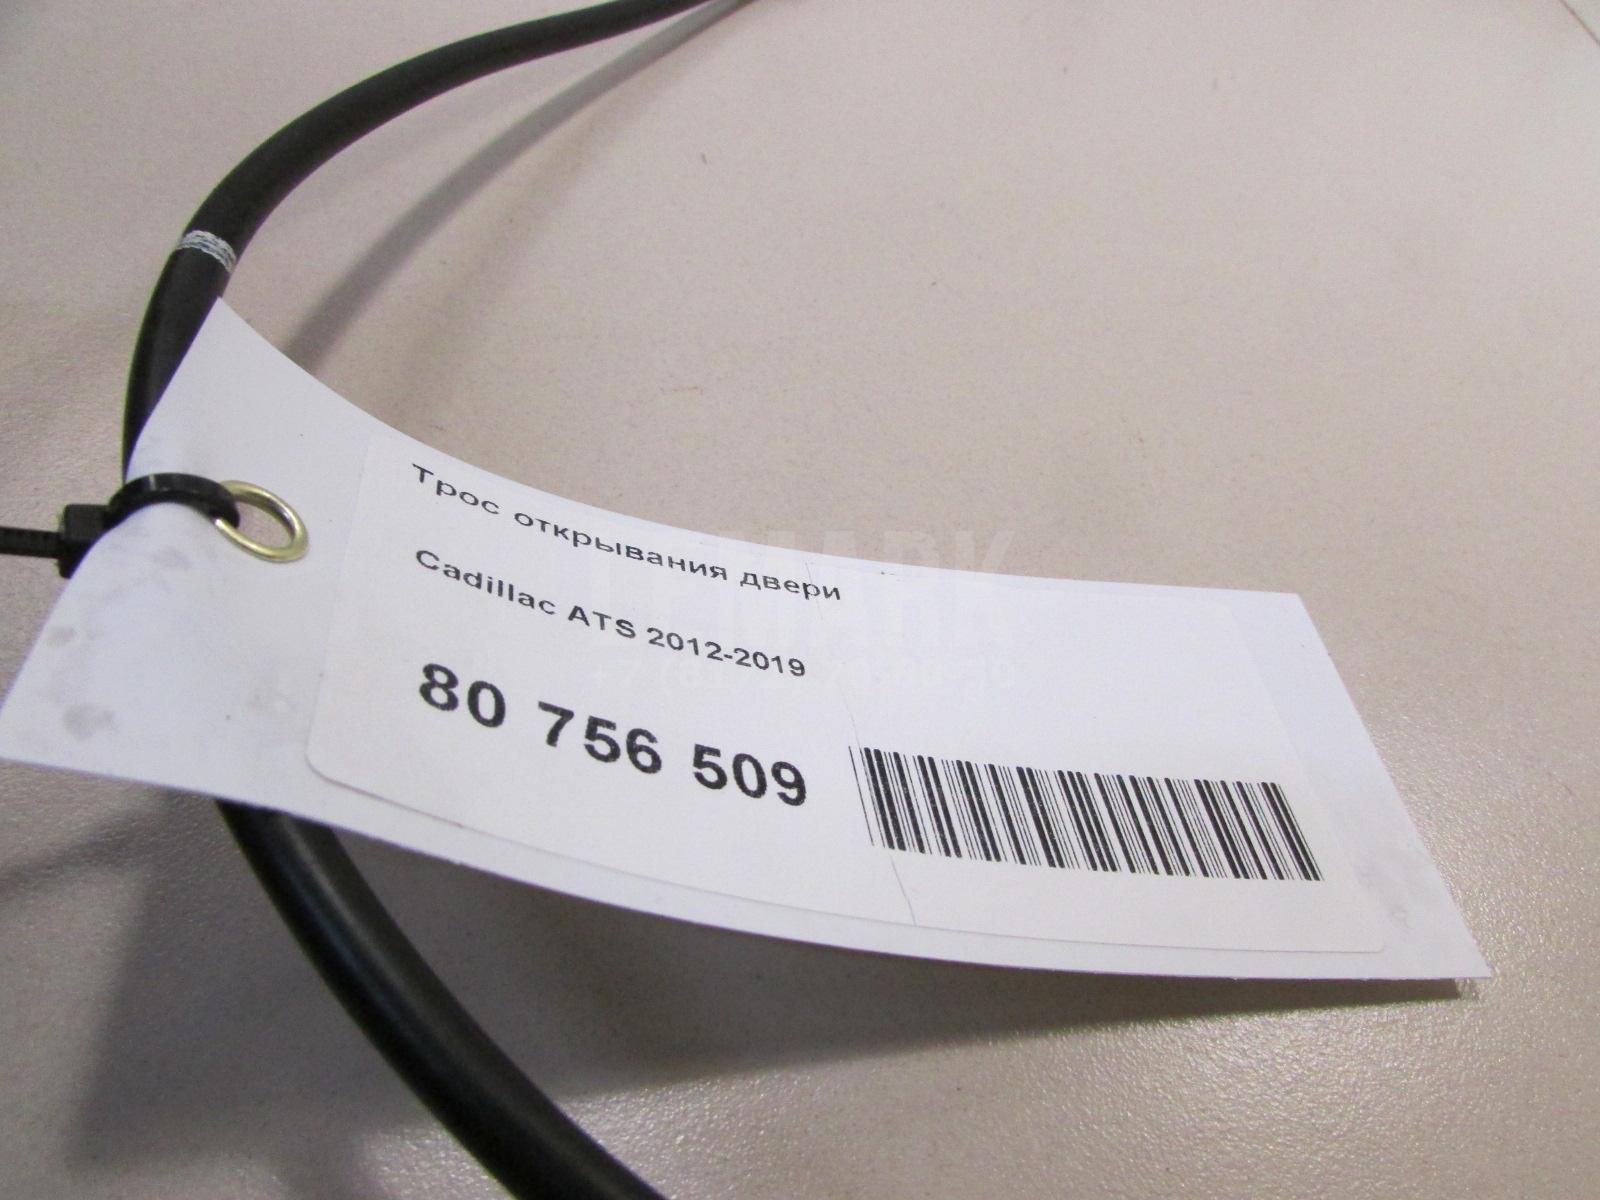 Трос открывания двери
Cadillac ATS 2012-2019
80 756 509